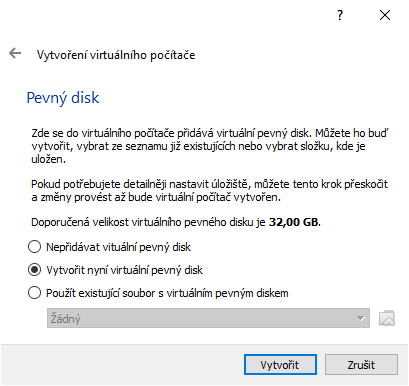 ?
Vytvoření virtuálního počítače
Pevný disk
Zde se do virtuálního počítače přidává virtuální pevný disk. Můžete ho buď
vytvořit, vybrat ze seznamu již existujících nebo vybrat složku, kde je
uložen.
Pokud potřebujete detailněji nastavit úložiště, můžete tento krok přeskočit
a změny provést až bude virtuální počítač vytvořen.
Doporučená velikost virtuálního pevného disku je 32,00 GB.
Nepřidávat vituální pevný disk
Vytvořit nyní virtuální pevný disk
Použít existující soubor s virtuálním pevným diskem
Žádný
Vytvořit
Zrušit